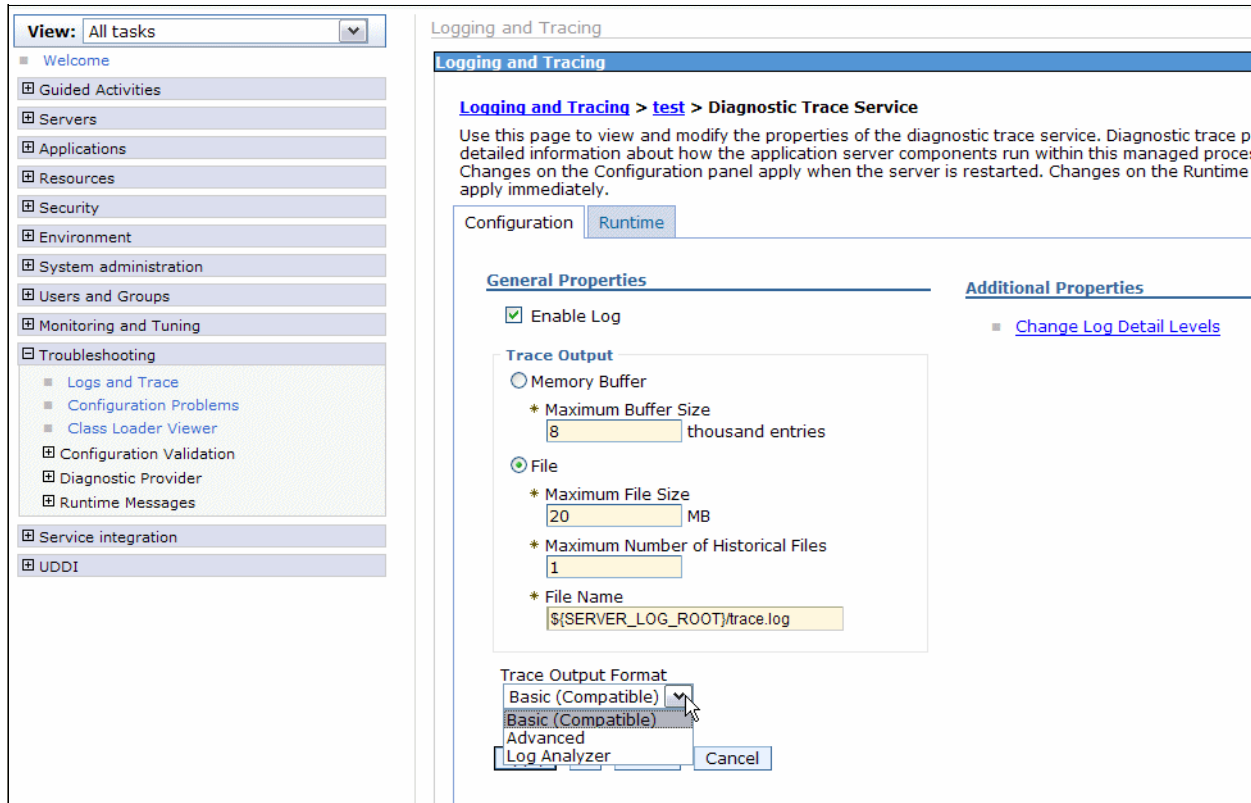 View: All tasks
Welcome
Guided Activities
Servers
Applications
Resources
Security
Environment
System administration
Users and Groups
Monitoring and Tuning
Troubleshooting
Logs and Trace
Configuration Problems
Class Loader Viewer
Configuration Validation
Diagnostic Provider
Runtime Messages
Service integration
UDDI
Logging and Tracing
Logging and Tracing
Logging and Tracing > test > Diagnostic Trace Service
Use this page to view and modify the properties of the diagnostic trace service. Diagnostic trace p
detailed information about how the application server components run within this managed proces
Changes on the Configuration panel apply when the server is restarted. Changes on the Runtime
apply immediately.
Configuration Runtime
General Properties
Enable Log
Trace Output
Memory Buffer
* Maximum Buffer Size
8 thousand entries
File
* Maximum File Size
20 MB
* Maximum Number of Historical Files
1
* File Name
${SERVER_LOG_ROOT}/trace.log
Trace Output Format
Basic (Compatible)
Basic (Compatible)
Advanced
Log Analyzer
Cancel
Additional Properties
Change Log Detail Levels